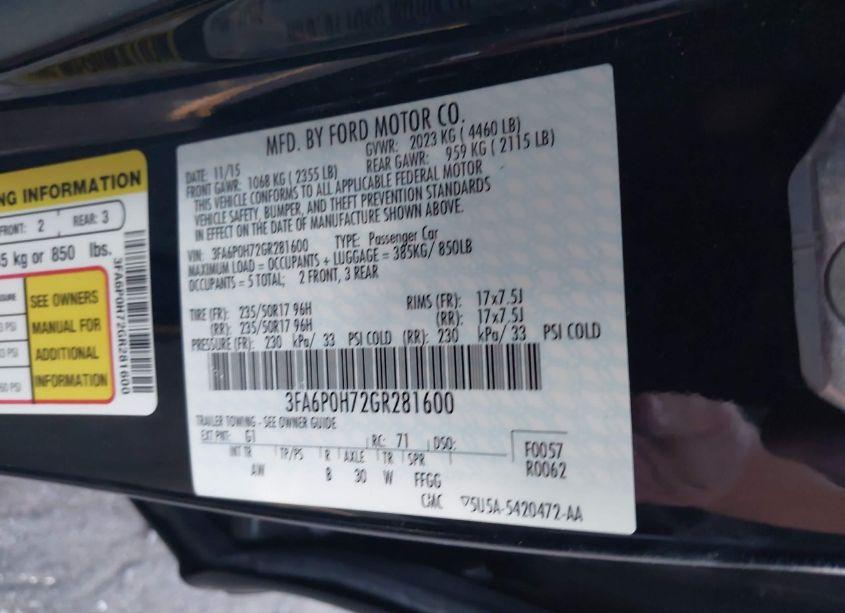 NG INFORMATION
FRONT: 2 REAR: 3
5 kg or 850 lbs.
SEE OWNERS
MANUAL FOR
ADDITIONAL
INFORMATION
PSI
PSI
60 PSI
3FA6P0H72GR281600
MFD. BY FORD MOTOR CO.
DATE: 11/15 GVWR: 2023 KG ( 4460 LB)
FRONT GAWR: 1068 KG ( 2355 LB) REAR GAWR: 959 KG ( 2115 LB)
THIS VEHICLE CONFORMS TO ALL APPLICABLE FEDERAL MOTOR
VEHICLE SAFETY, BUMPER, AND THEFT PREVENTION STANDARDS
IN EFFECT ON THE DATE OF MANUFACTURE SHOWN ABOVE.
VIN: 3FA6P0H72GR281600 TYPE: Passenger Car
MAXIMUM LOAD = OCCUPANTS + LUGGAGE = 385KG/ 850LB
OCCUPANTS = 5 TOTAL; 2 FRONT, 3 REAR
TIRE (FR): 235/50R17 96H RIMS (FR): 17x7.5J
(RR): 235/50R17 96H (RR): 17x7.5J
PRESSURE (FR): 230 kPa/ 33 PSI COLD (RR): 230 kPa/ 33 PSI COLD
3FA6P0H72GR281600
TRAILER TOWING - SEE OWNER GUIDE
EXT PNT: G1 RC: 71 DSO: F0057
INT TR TP/PS R AXLE TR SPR R0062
AW B 30 W FFGG
CMC 5U5A-5420472-AA